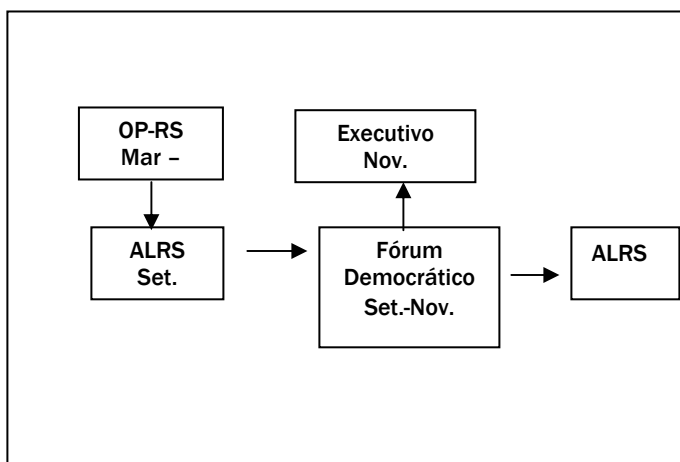 OP-RS
Mar –
Executivo
Nov.
ALRS
Set.
Fórum
Democrático
Set.-Nov.
ALRS